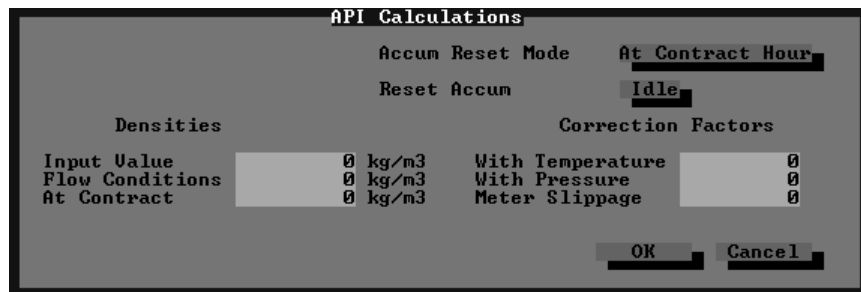 API Calculations
Accum Reset Mode At Contract Hour
Reset Accum Idle
Densities Correction Factors
Input Value 0 kg/m3 With Temperature 0
Flow Conditions 0 kg/m3 With Pressure 0
At Contract 0 kg/m3 Meter Slippage 0
OK Cancel